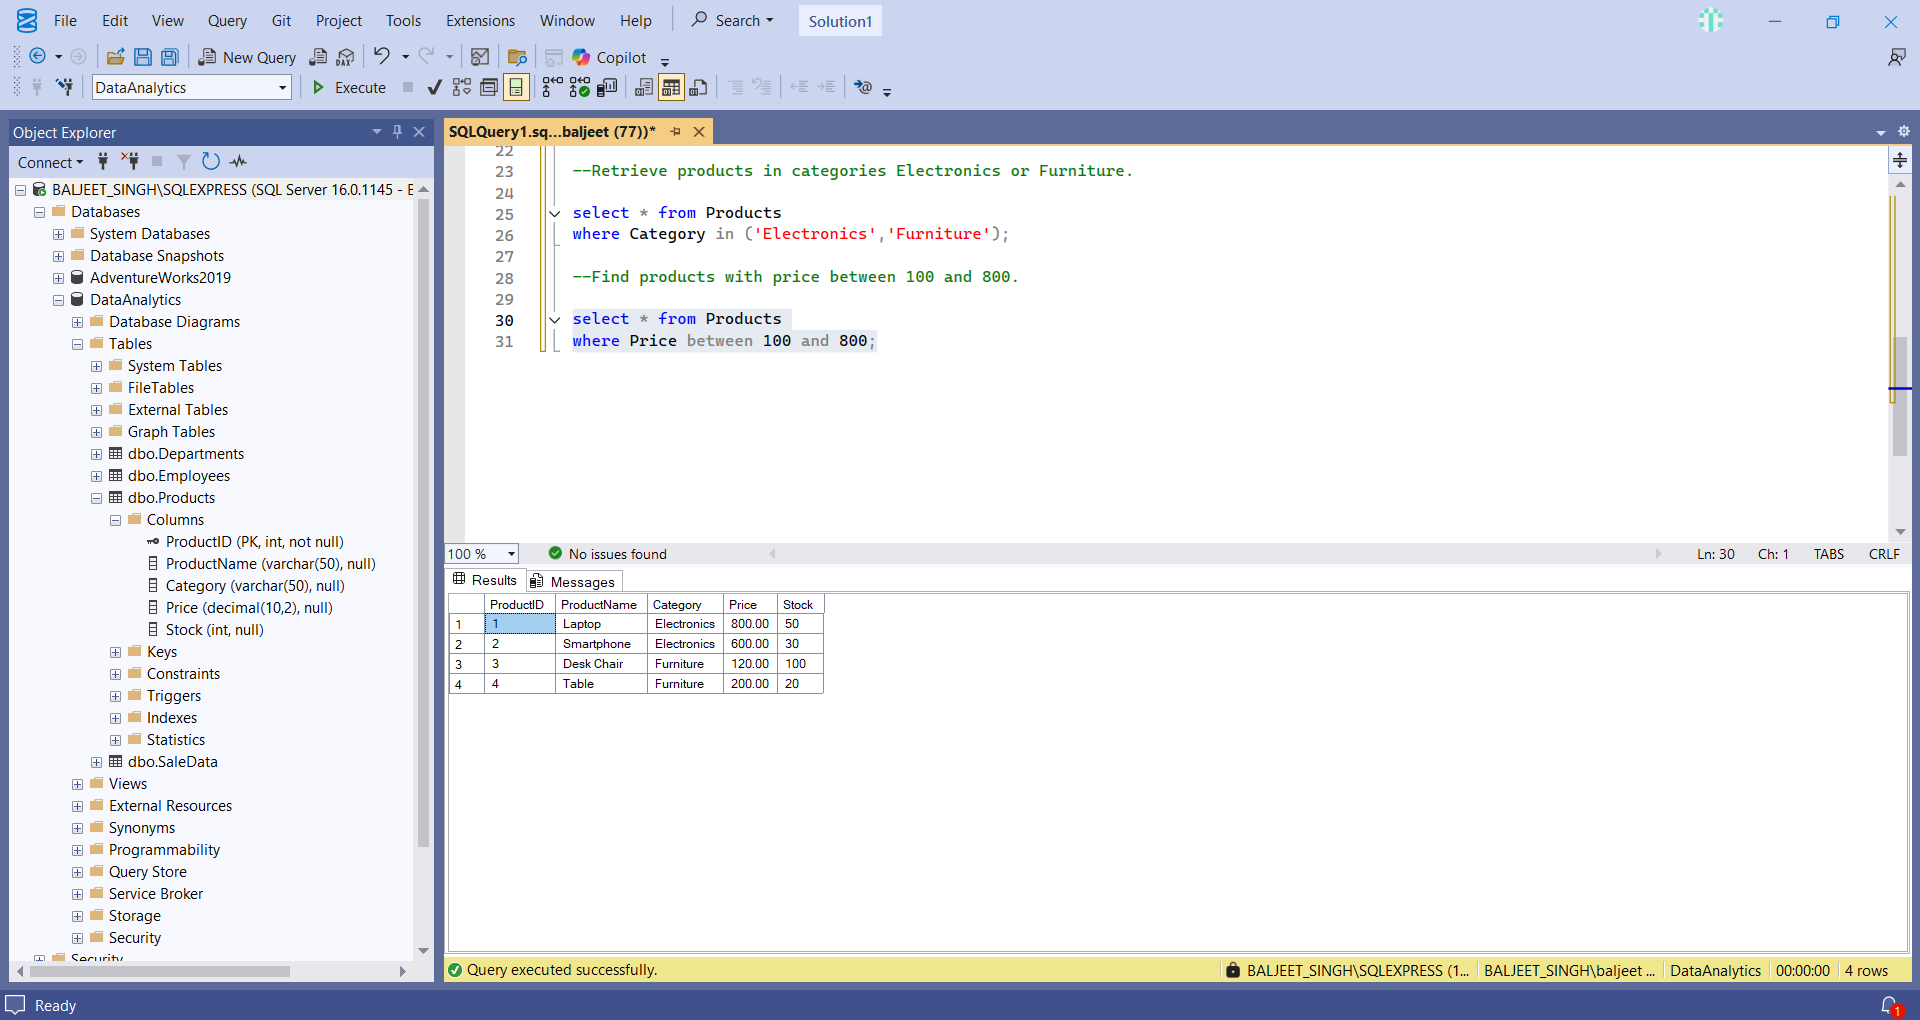 File Edit View Query Git Project Tools Extensions Window Help Search Solution1
New Query DAX Copilot
DataAnalytics Execute
Object Explorer
Connect
BALJEET_SINGH\SQLEXPRESS (SQL Server 16.0.1145 - E
Databases
System Databases
Database Snapshots
AdventureWorks2019
DataAnalytics
Database Diagrams
Tables
System Tables
FileTables
External Tables
Graph Tables
dbo.Departments
dbo.Employees
dbo.Products
Columns
ProductID (PK, int, not null)
ProductName (varchar(50), null)
Category (varchar(50), null)
Price (decimal(10,2), null)
Stock (int, null)
Keys
Constraints
Triggers
Indexes
Statistics
dbo.SaleData
Views
External Resources
Synonyms
Programmability
Query Store
Service Broker
Storage
Security
Security
SQLQuery1.sq...baljeet (77))*
22
23 --Retrieve products in categories Electronics or Furniture.
24
25 select * from Products
26 where Category in ('Electronics','Furniture');
27
28 --Find products with price between 100 and 800.
29
30 select * from Products
31 where Price between 100 and 800;
100 % No issues found Ln: 30 Ch: 1 TABS CRLF
Results Messages
ProductID ProductName Category Price Stock
1 1 Laptop Electronics 800.00 50
2 2 Smartphone Electronics 600.00 30
3 3 Desk Chair Furniture 120.00 100
4 4 Table Furniture 200.00 20
Query executed successfully. BALJEET_SINGH\SQLEXPRESS (1... BALJEET_SINGH\baljeet ... DataAnalytics 00:00:00 4 rows
Ready 1